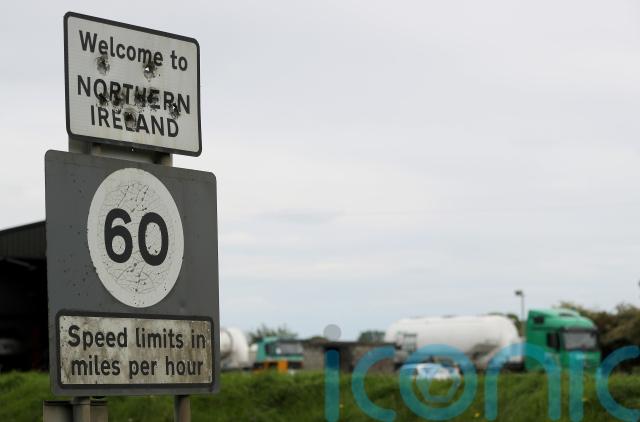 Welcome to
NORTHERN
IRELAND
60
Speed limits in
miles per hour
iconic